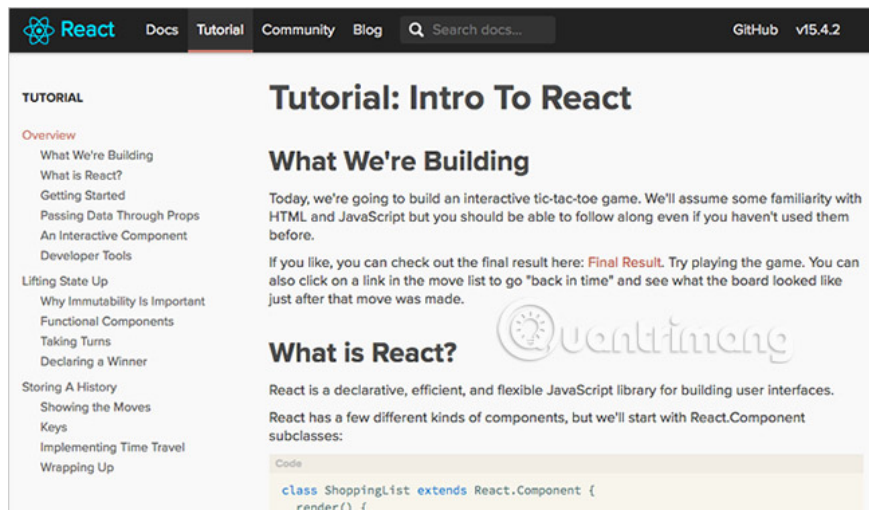 React Docs Tutorial Community Blog Search docs... GitHub v15.4.2
TUTORIAL
Overview
What We're Building
What is React?
Getting Started
Passing Data Through Props
An Interactive Component
Developer Tools
Lifting State Up
Why Immutability Is Important
Functional Components
Taking Turns
Declaring a Winner
Storing A History
Showing the Moves
Keys
Implementing Time Travel
Wrapping Up
Tutorial: Intro To React
What We're Building
Today, we're going to build an interactive tic-tac-toe game. We'll assume some familiarity with
HTML and JavaScript but you should be able to follow along even if you haven't used them
before.
If you like, you can check out the final result here: Final Result. Try playing the game. You can
also click on a link in the move list to go "back in time" and see what the board looked like
just after that move was made.
Quantrimang
What is React?
React is a declarative, efficient, and flexible JavaScript library for building user interfaces.
React has a few different kinds of components, but we'll start with React.Component
subclasses:
Code
class ShoppingList extends React.Component {
render() {